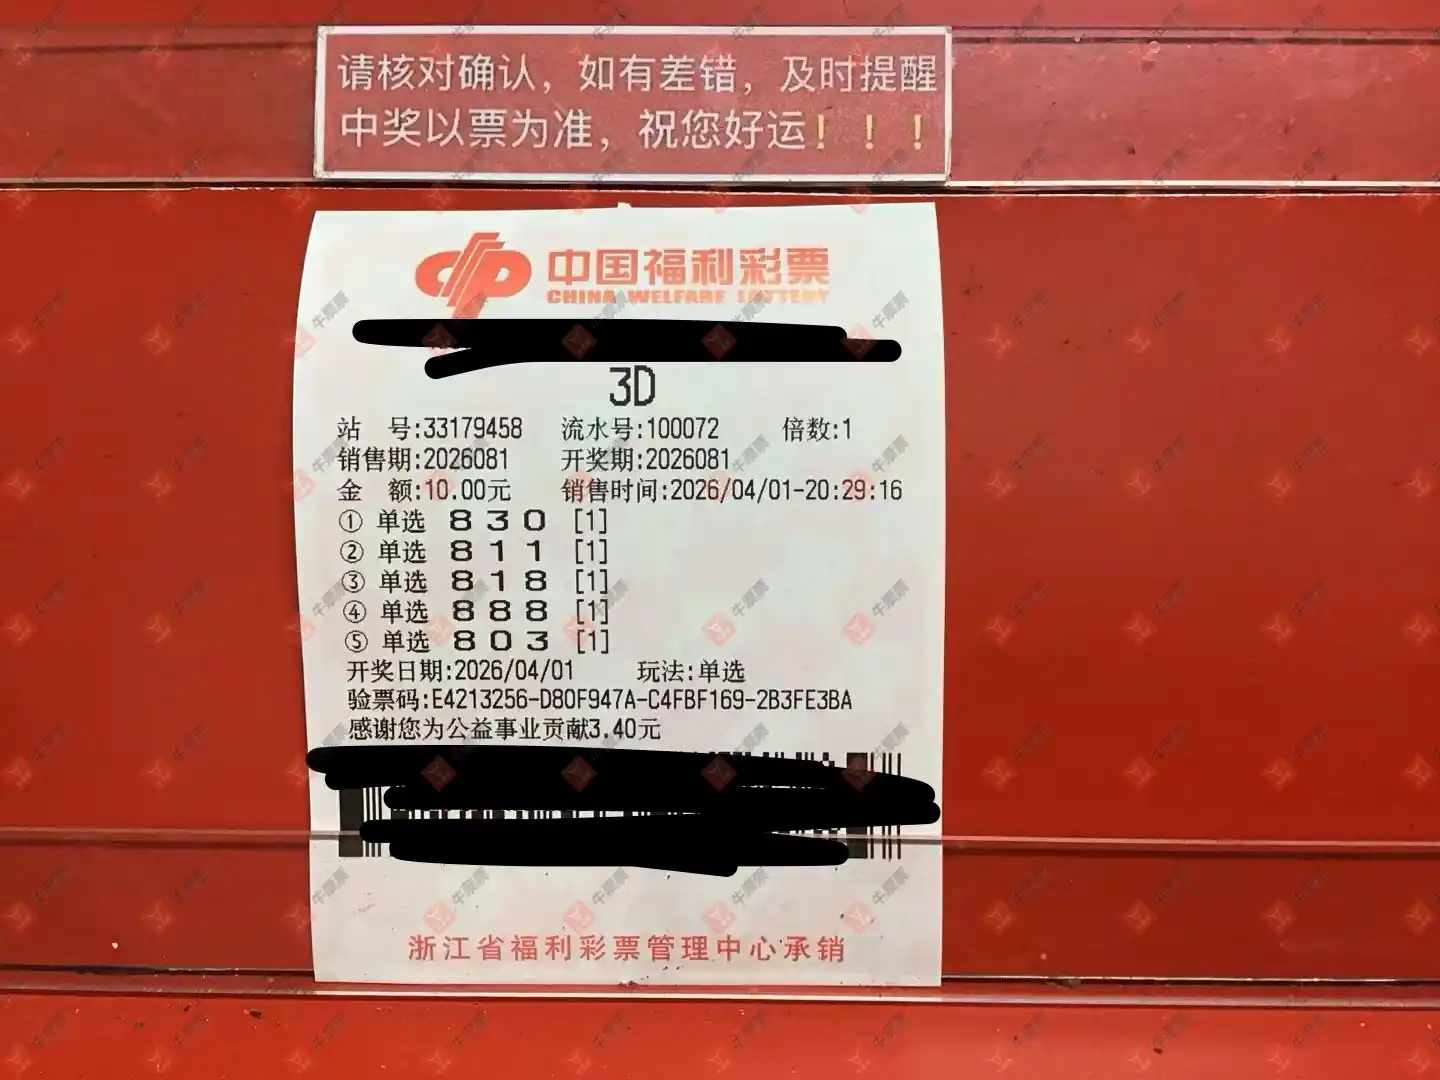 请核对确认，如有差错，及时提醒
中奖以票为准，祝您好运！！！
中国福利彩票
CHINA WELFARE LOTTERY
3D
站 号:33179458 流水号:100072 倍数:1
销售期:2026081 开奖期:2026081
金 额:10.00元 销售时间:2026/04/01-20:29:16
① 单选 8 3 0 [1]
② 单选 8 1 1 [1]
③ 单选 8 1 8 [1]
④ 单选 8 8 8 [1]
⑤ 单选 8 0 3 [1]
开奖日期:2026/04/01 玩法:单选
验票码:E4213256-D80F947A-C4FBF169-2B3FE3BA
感谢您为公益事业贡献3.40元
浙江省福利彩票管理中心承销
牛票票